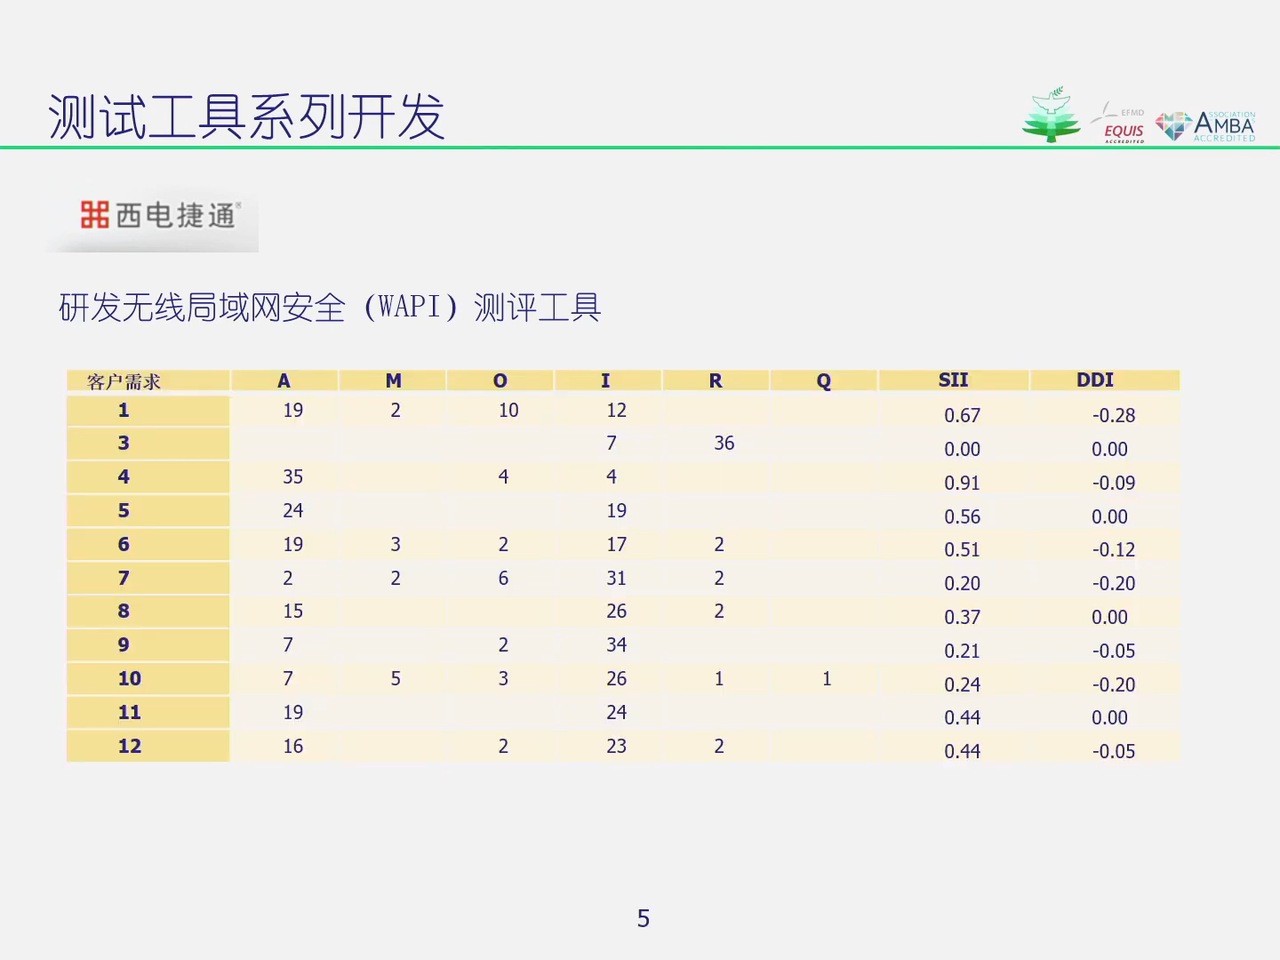 测试工具系列开发
EFMD
EQUIS
ACCREDITED
ASSOCIATION
AMBA
ACCREDITED
西电捷通®
研发无线局域网安全（WAPI）测评工具
客户需求 A M O I R Q SII DDI
1 19 2 10 12 0.67 -0.28
3 7 36 0.00 0.00
4 35 4 4 0.91 -0.09
5 24 19 0.56 0.00
6 19 3 2 17 2 0.51 -0.12
7 2 2 6 31 2 0.20 -0.20
8 15 26 2 0.37 0.00
9 7 2 34 0.21 -0.05
10 7 5 3 26 1 1 0.24 -0.20
11 19 24 0.44 0.00
12 16 2 23 2 0.44 -0.05
5